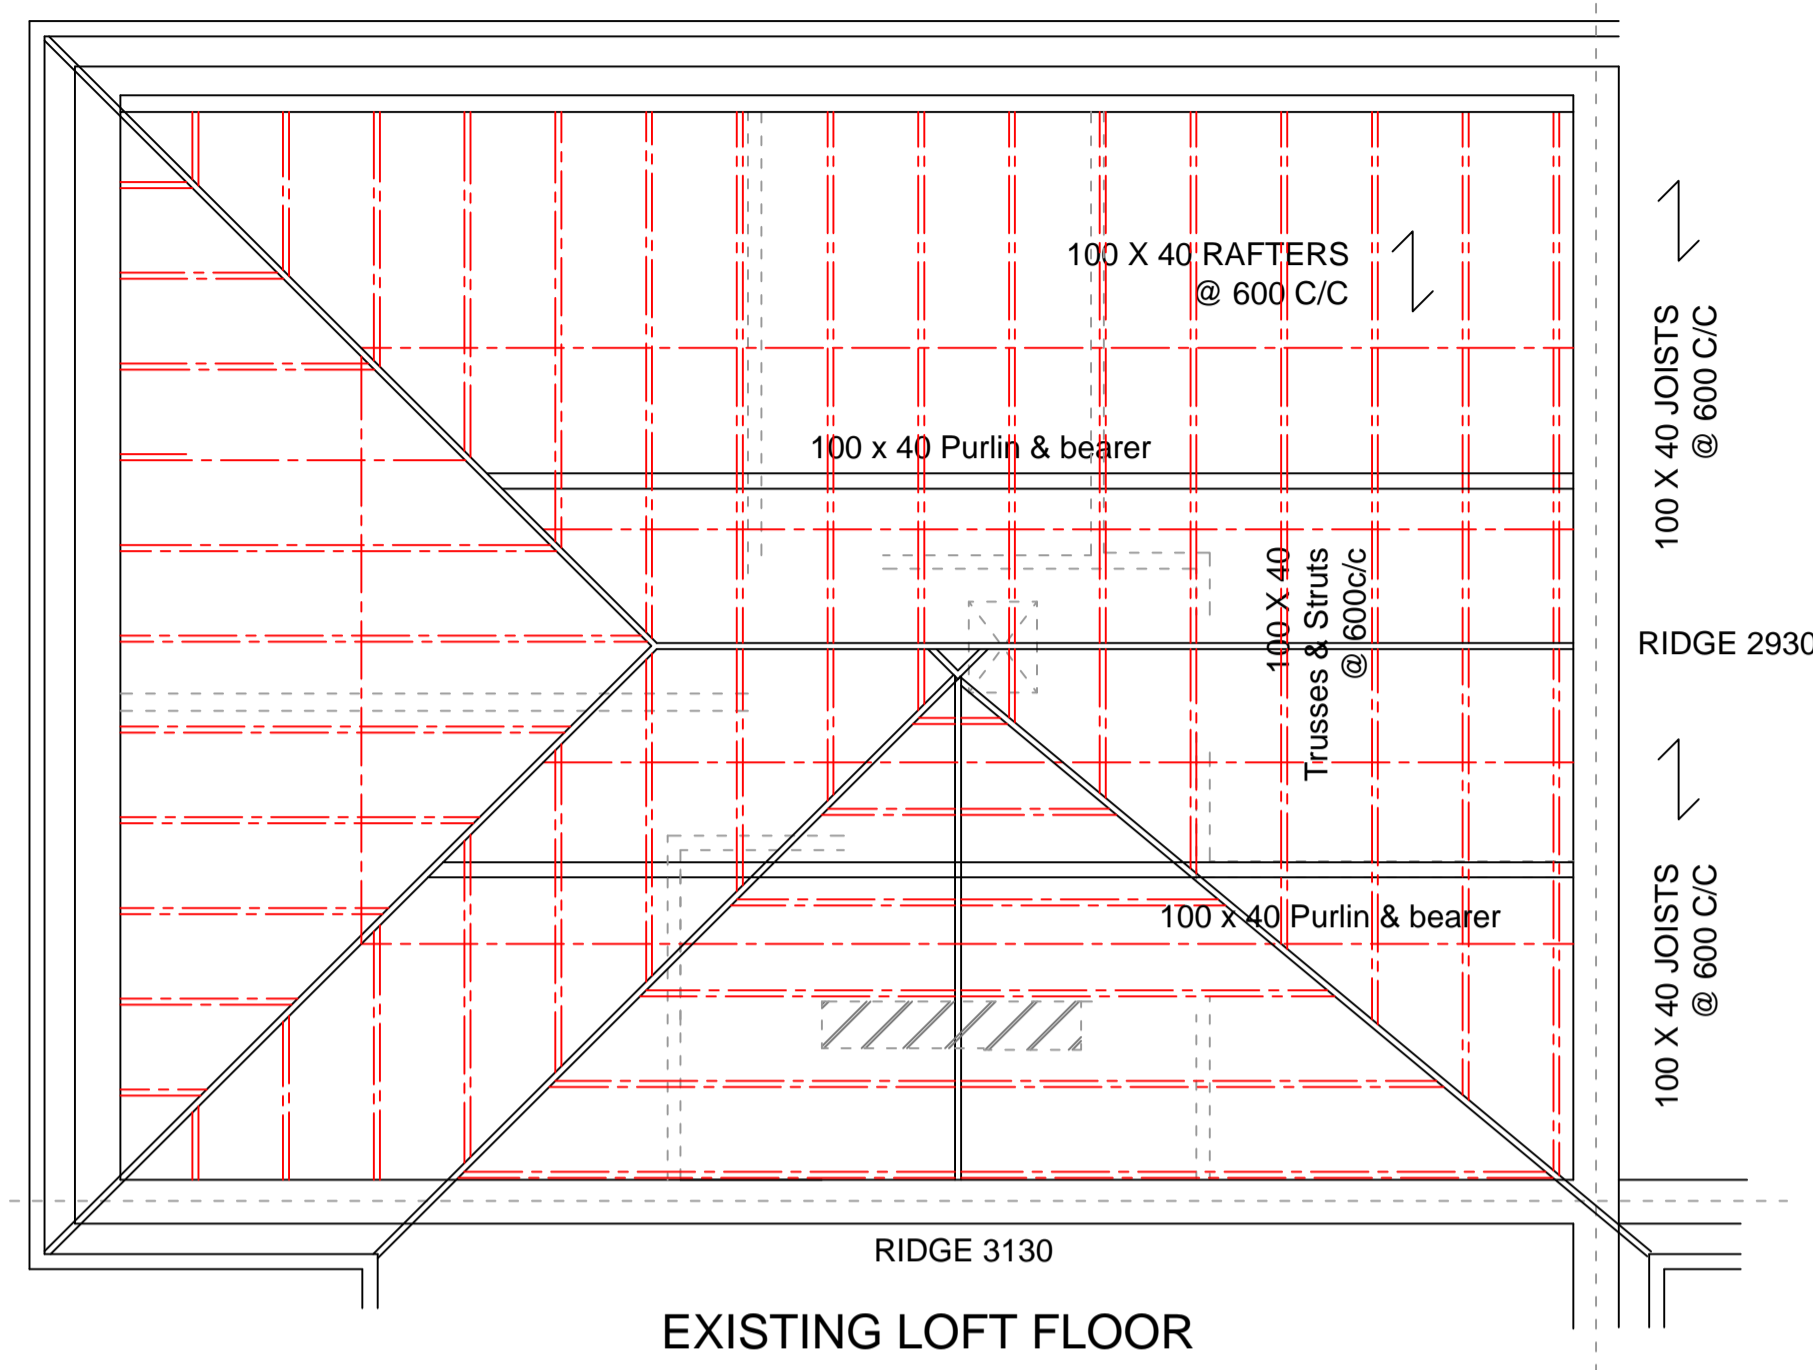 100 X 40 RAFTERS
@ 600 C/C
100 X 40 JOISTS
@ 600 C/C
100 x 40 Purlin & bearer
100 X 40
Trusses & Struts
@ 600c/c
RIDGE 2930
100 x 40 Purlin & bearer
100 X 40 JOISTS
@ 600 C/C
RIDGE 3130
EXISTING LOFT FLOOR